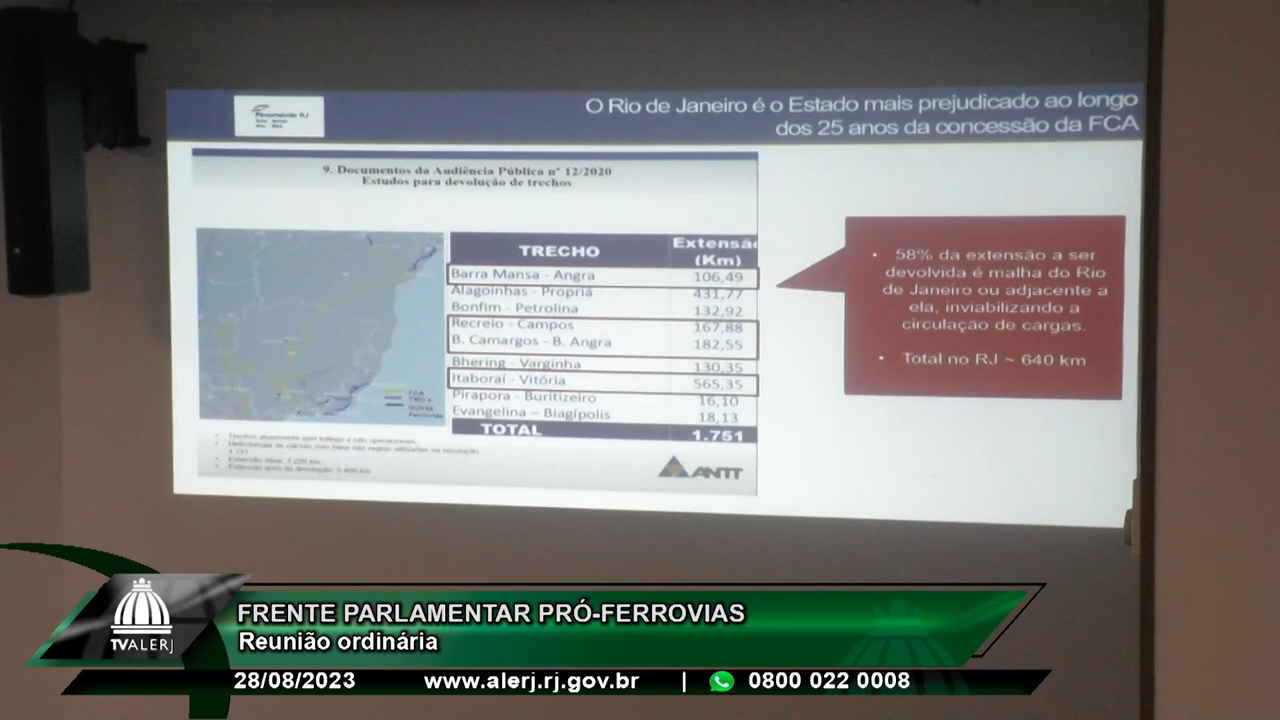 O Rio de Janeiro é o Estado mais prejudicado ao longo
dos 25 anos da concessão da FCA
9. Documentos da Audiência Pública nº 12/2020
Estudos para devolução de trechos
TRECHO
Extensão
(Km)
Barra Mansa - Angra 106,49
Alagoinhas - Propriá 431,77
Bonfim - Petrolina 132,92
Recreio - Campos 167,88
B. Camargos - B. Angra 182,55
Bhering - Varginha 130,35
Itaboraí - Vitória 565,35
Pirapora - Buritizeiro 16,10
Evangelina – Biagípolis 18,13
TOTAL 1.751
FCA
Outras
Ferrovias
ANTT
• 58% da extensão a ser
devolvida é malha do Rio
de Janeiro ou adjacente a
ela, inviabilizando a
circulação de cargas.
• Total no RJ ~ 640 km
TVALERJ
FRENTE PARLAMENTAR PRÓ-FERROVIAS
Reunião ordinária
28/08/2023 www.alerj.rj.gov.br | 0800 022 0008